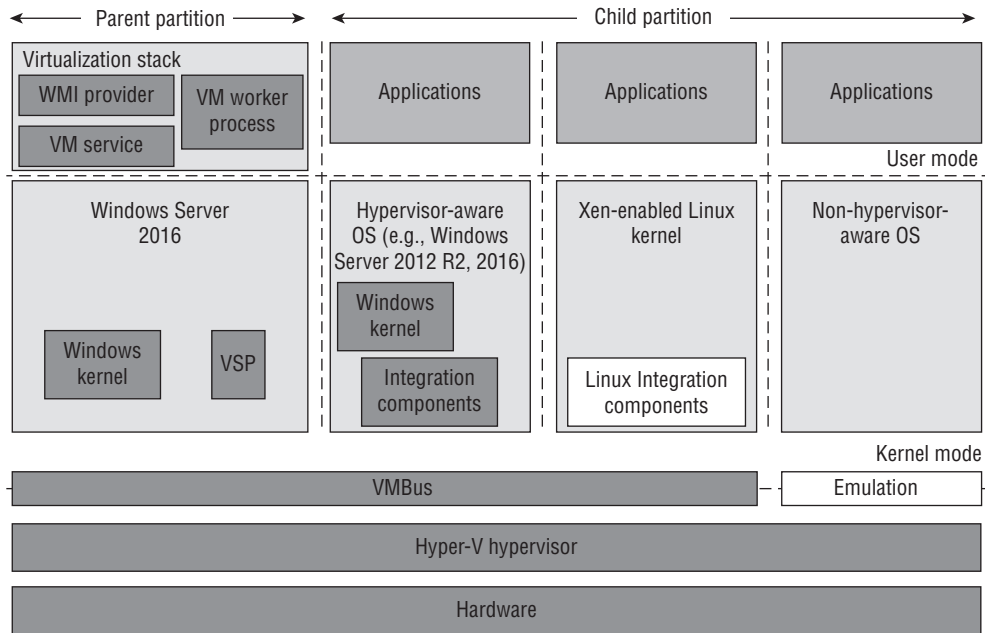 Parent partition
Child partition
Virtualization stack
WMI provider
VM service
VM worker
process
Applications
Applications
Applications
User mode
Windows Server
2016
Windows
kernel
VSP
Hypervisor-aware
OS (e.g., Windows
Server 2012 R2, 2016)
Windows
kernel
Integration
components
Xen-enabled Linux
kernel
Linux Integration
components
Non-hypervisor-
aware OS
Kernel mode
VMBus
Emulation
Hyper-V hypervisor
Hardware